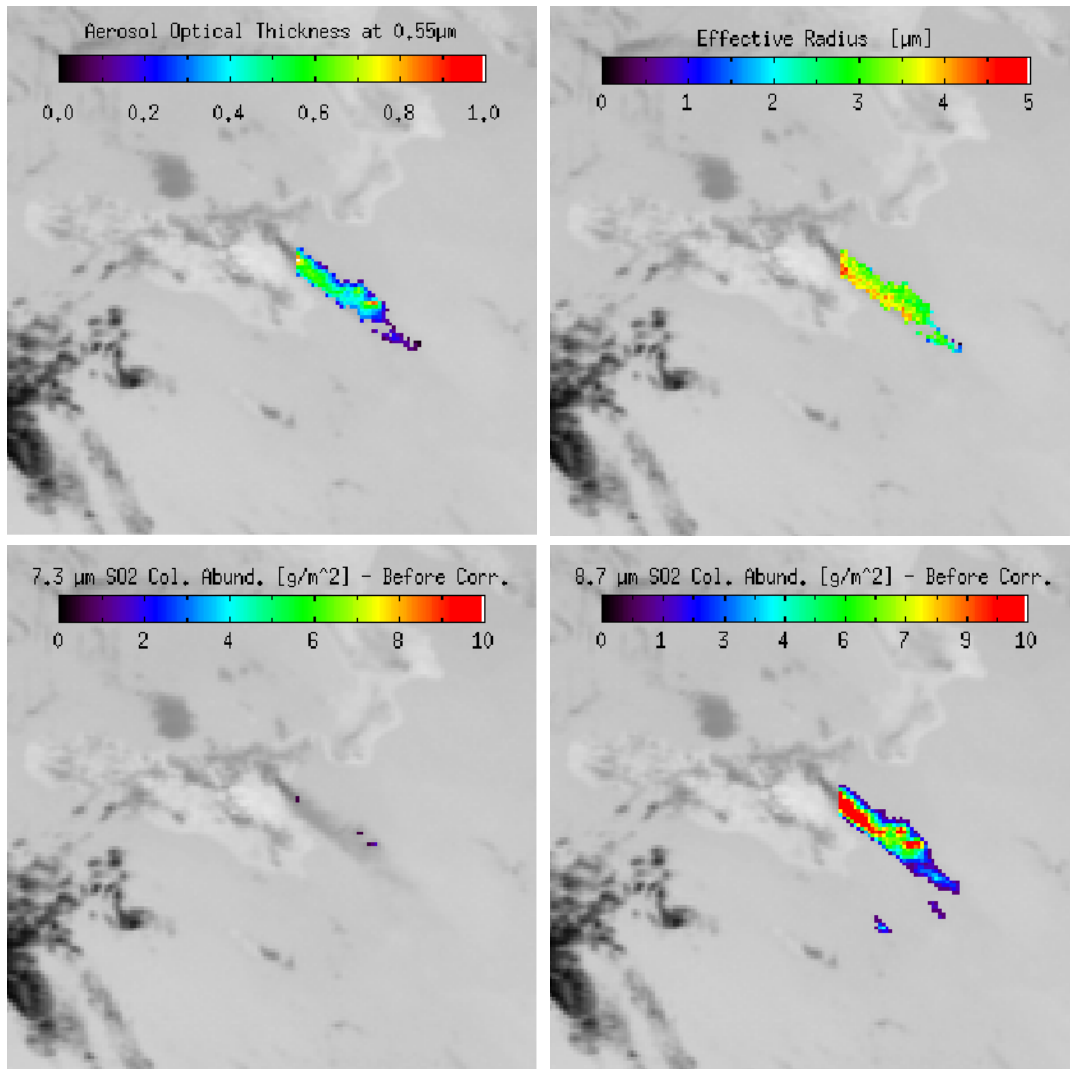 Aerosol Optical Thickness at 0.55µm
0.0 0.2 0.4 0.6 0.8 1.0
Effective Radius [µm]
0 1 2 3 4 5
7.3 µm SO2 Col. Abund. [g/m^2] - Before Corr.
0 2 4 6 8 10
8.7 µm SO2 Col. Abund. [g/m^2] - Before Corr.
0 1 3 4 6 7 9 10